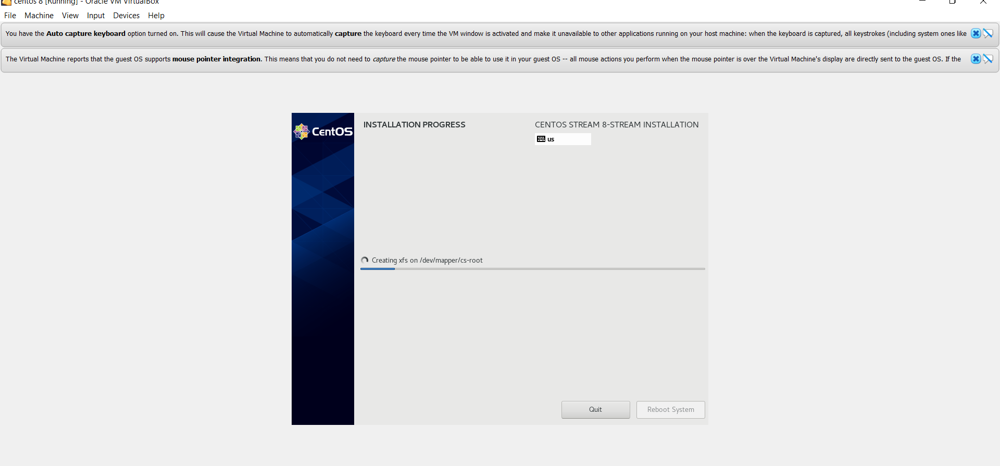 centos 8 [Running] - Oracle VM VirtualBox
File Machine View Input Devices Help
You have the Auto capture keyboard option turned on. This will cause the Virtual Machine to automatically capture the keyboard every time the VM window is activated and make it unavailable to other applications running on your host machine: when the keyboard is captured, all keystrokes (including system ones like
The Virtual Machine reports that the guest OS supports mouse pointer integration. This means that you do not need to capture the mouse pointer to be able to use it in your guest OS -- all mouse actions you perform when the mouse pointer is over the Virtual Machine's display are directly sent to the guest OS. If the
CentOS
INSTALLATION PROGRESS
CENTOS STREAM 8-STREAM INSTALLATION
us
Creating xfs on /dev/mapper/cs-root
Quit
Reboot System